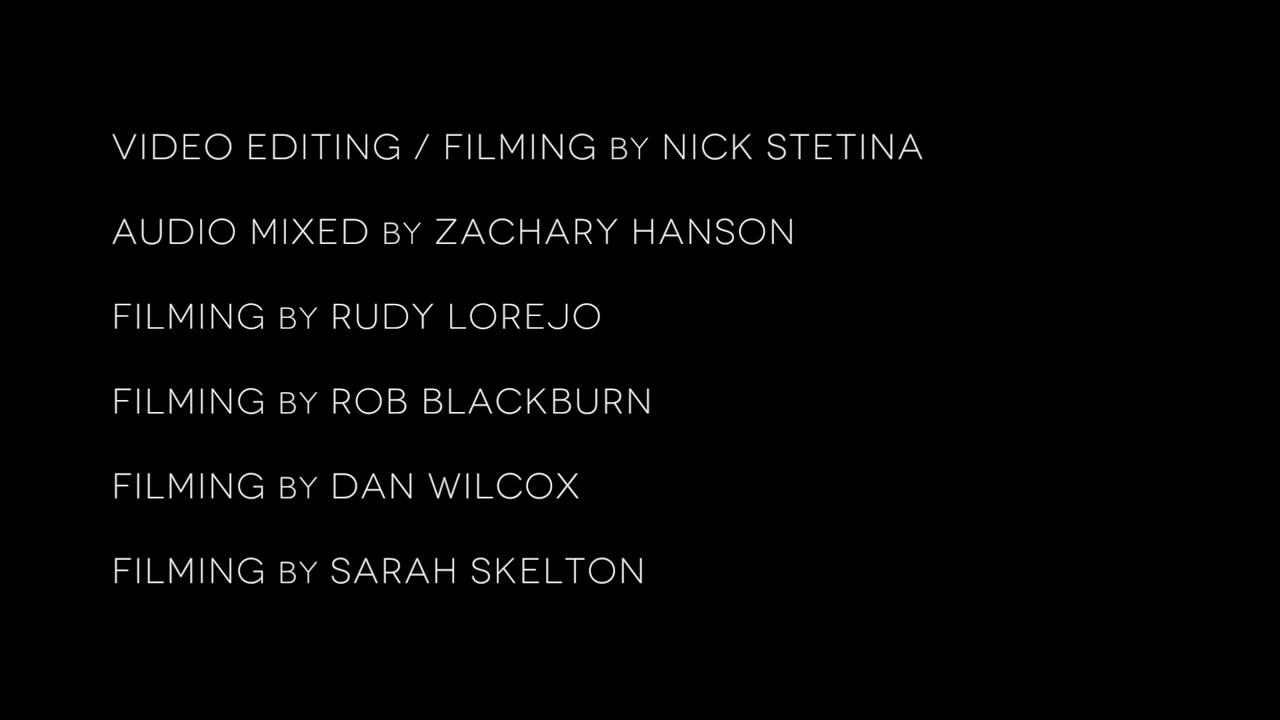 VIDEO EDITING / FILMING BY NICK STETINA
AUDIO MIXED BY ZACHARY HANSON
FILMING BY RUDY LOREJO
FILMING BY ROB BLACKBURN
FILMING BY DAN WILCOX
FILMING BY SARAH SKELTON